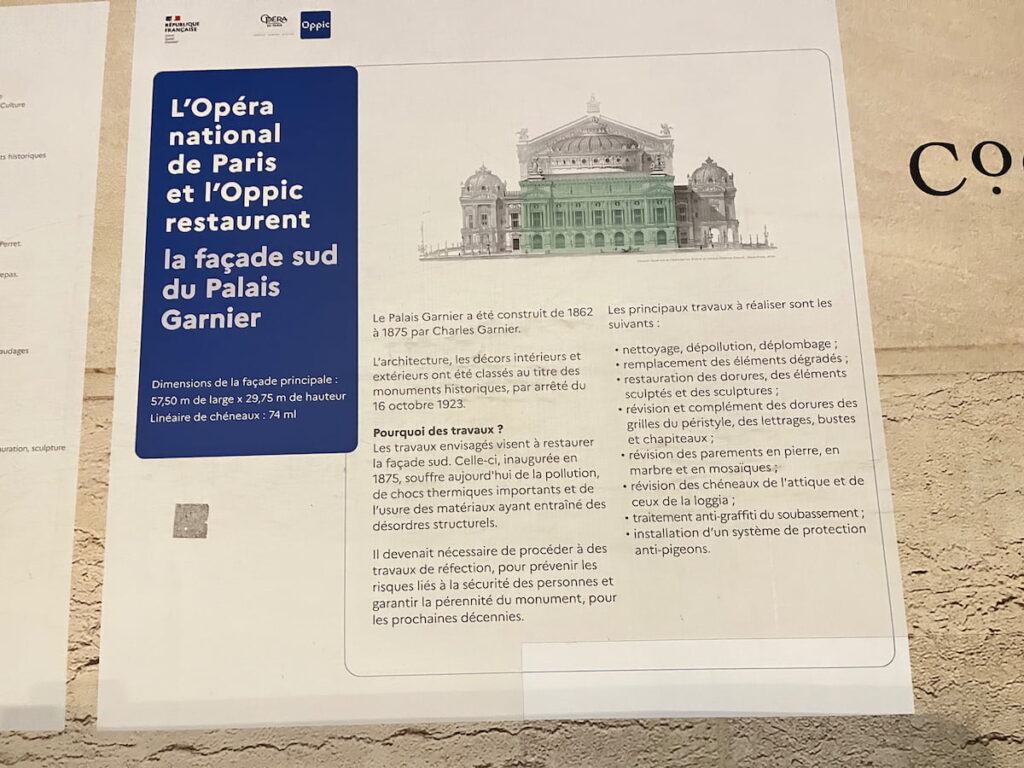 Culture
ts historiques
Perret.
epas.
audages
uration, sculpture
RÉPUBLIQUE
FRANÇAISE
OPÉRA
Oppic
L'Opéra
national
de Paris
et l'Oppic
restaurent
la façade sud
du Palais
Garnier
Dimensions de la façade principale :
57,50 m de large x 29,75 m de hauteur
Linéaire de chéneaux : 74 ml
Le Palais Garnier a été construit de 1862
à 1875 par Charles Garnier.
L'architecture, les décors intérieurs et
extérieurs ont été classés au titre des
monuments historiques, par arrêté du
16 octobre 1923.
Pourquoi des travaux ?
Les travaux envisagés visent à restaurer
la façade sud. Celle-ci, inaugurée en
1875, souffre aujourd'hui de la pollution,
de chocs thermiques importants et de
l'usure des matériaux ayant entraîné des
désordres structurels.
Il devenait nécessaire de procéder à des
travaux de réfection, pour prévenir les
risques liés à la sécurité des personnes et
garantir la pérennité du monument, pour
les prochaines décennies.
Les principaux travaux à réaliser sont les
suivants :
• nettoyage, dépollution, déplombage ;
• remplacement des éléments dégradés ;
• restauration des dorures, des éléments
sculptés et des sculptures ;
• révision et complément des dorures des
grilles du péristyle, des lettrages, bustes
et chapiteaux ;
• révision des parements en pierre, en
marbre et en mosaïques ;
• révision des chéneaux de l'attique et de
ceux de la loggia ;
• traitement anti-graffiti du soubassement ;
• installation d'un système de protection
anti-pigeons.
Co